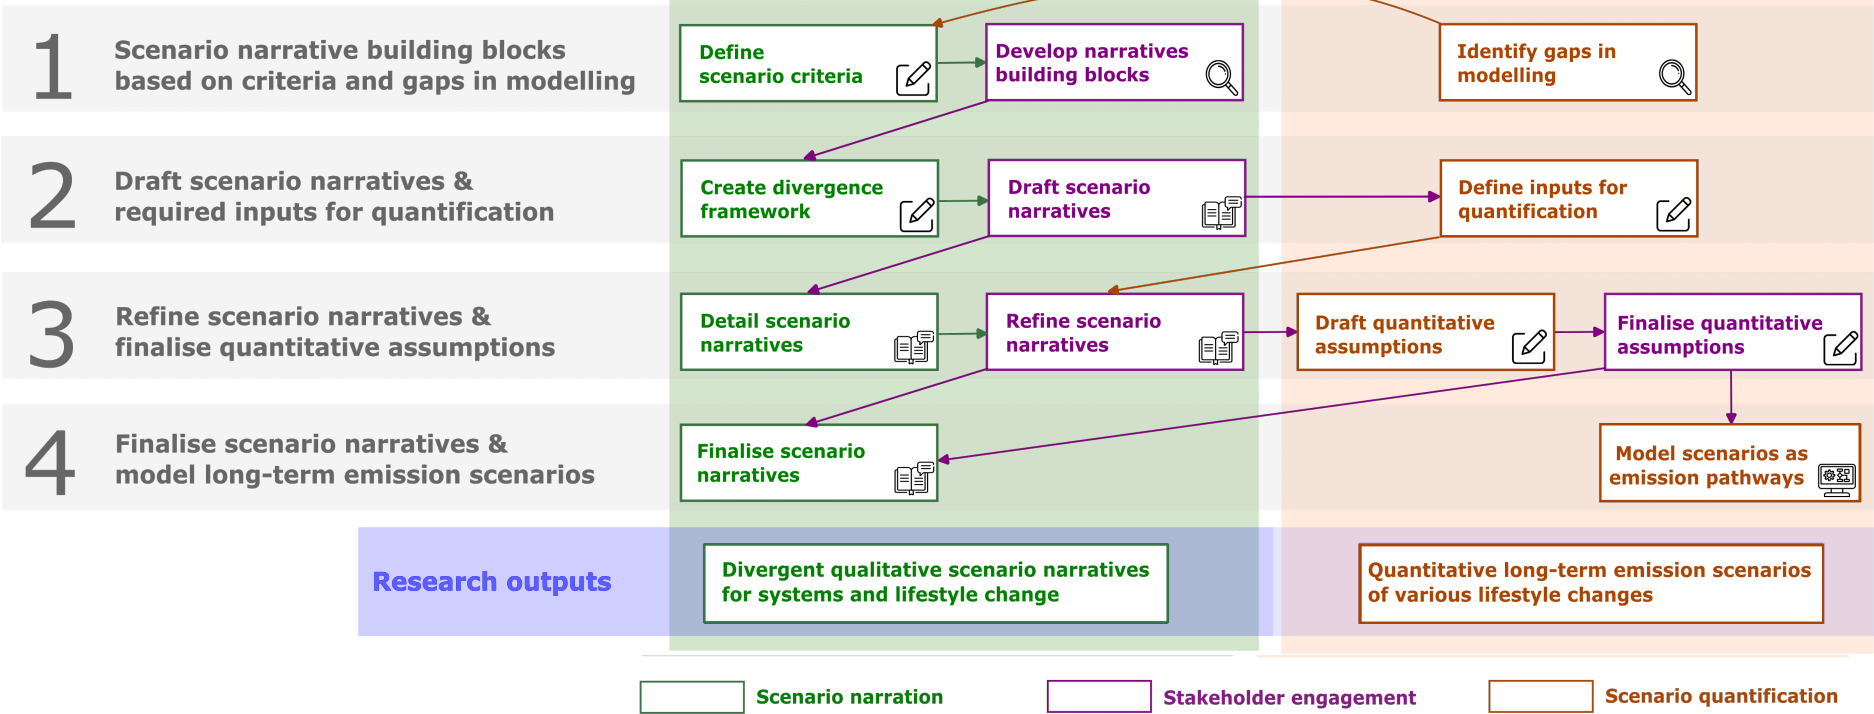 1
Scenario narrative building blocks
based on criteria and gaps in modelling
Define
scenario criteria
Develop narratives
building blocks
Identify gaps in
modelling
2
Draft scenario narratives &
required inputs for quantification
Create divergence
framework
Draft scenario
narratives
Define inputs for
quantification
3
Refine scenario narratives &
finalise quantitative assumptions
Detail scenario
narratives
Refine scenario
narratives
Draft quantitative
assumptions
Finalise quantitative
assumptions
4
Finalise scenario narratives &
model long-term emission scenarios
Finalise scenario
narratives
Model scenarios as
emission pathways
Research outputs
Divergent qualitative scenario narratives
for systems and lifestyle change
Quantitative long-term emission scenarios
of various lifestyle changes
Scenario narration
Stakeholder engagement
Scenario quantification